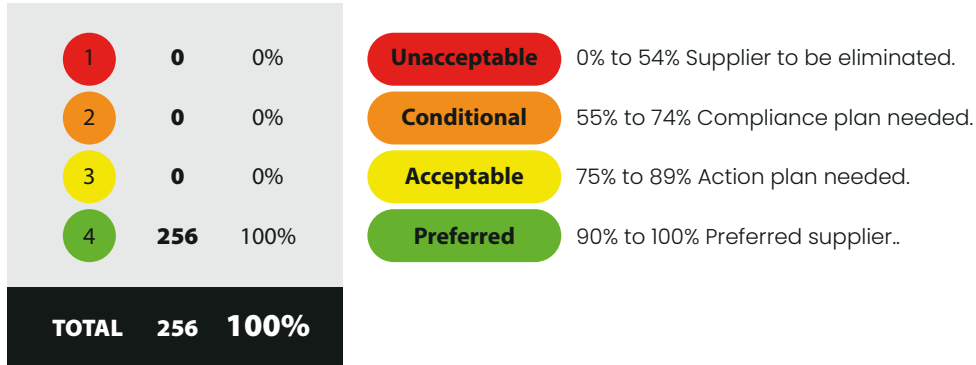 1 0 0% Unacceptable 0% to 54% Supplier to be eliminated.
2 0 0% Conditional 55% to 74% Compliance plan needed.
3 0 0% Acceptable 75% to 89% Action plan needed.
4 256 100% Preferred 90% to 100% Preferred supplier..
TOTAL 256 100%